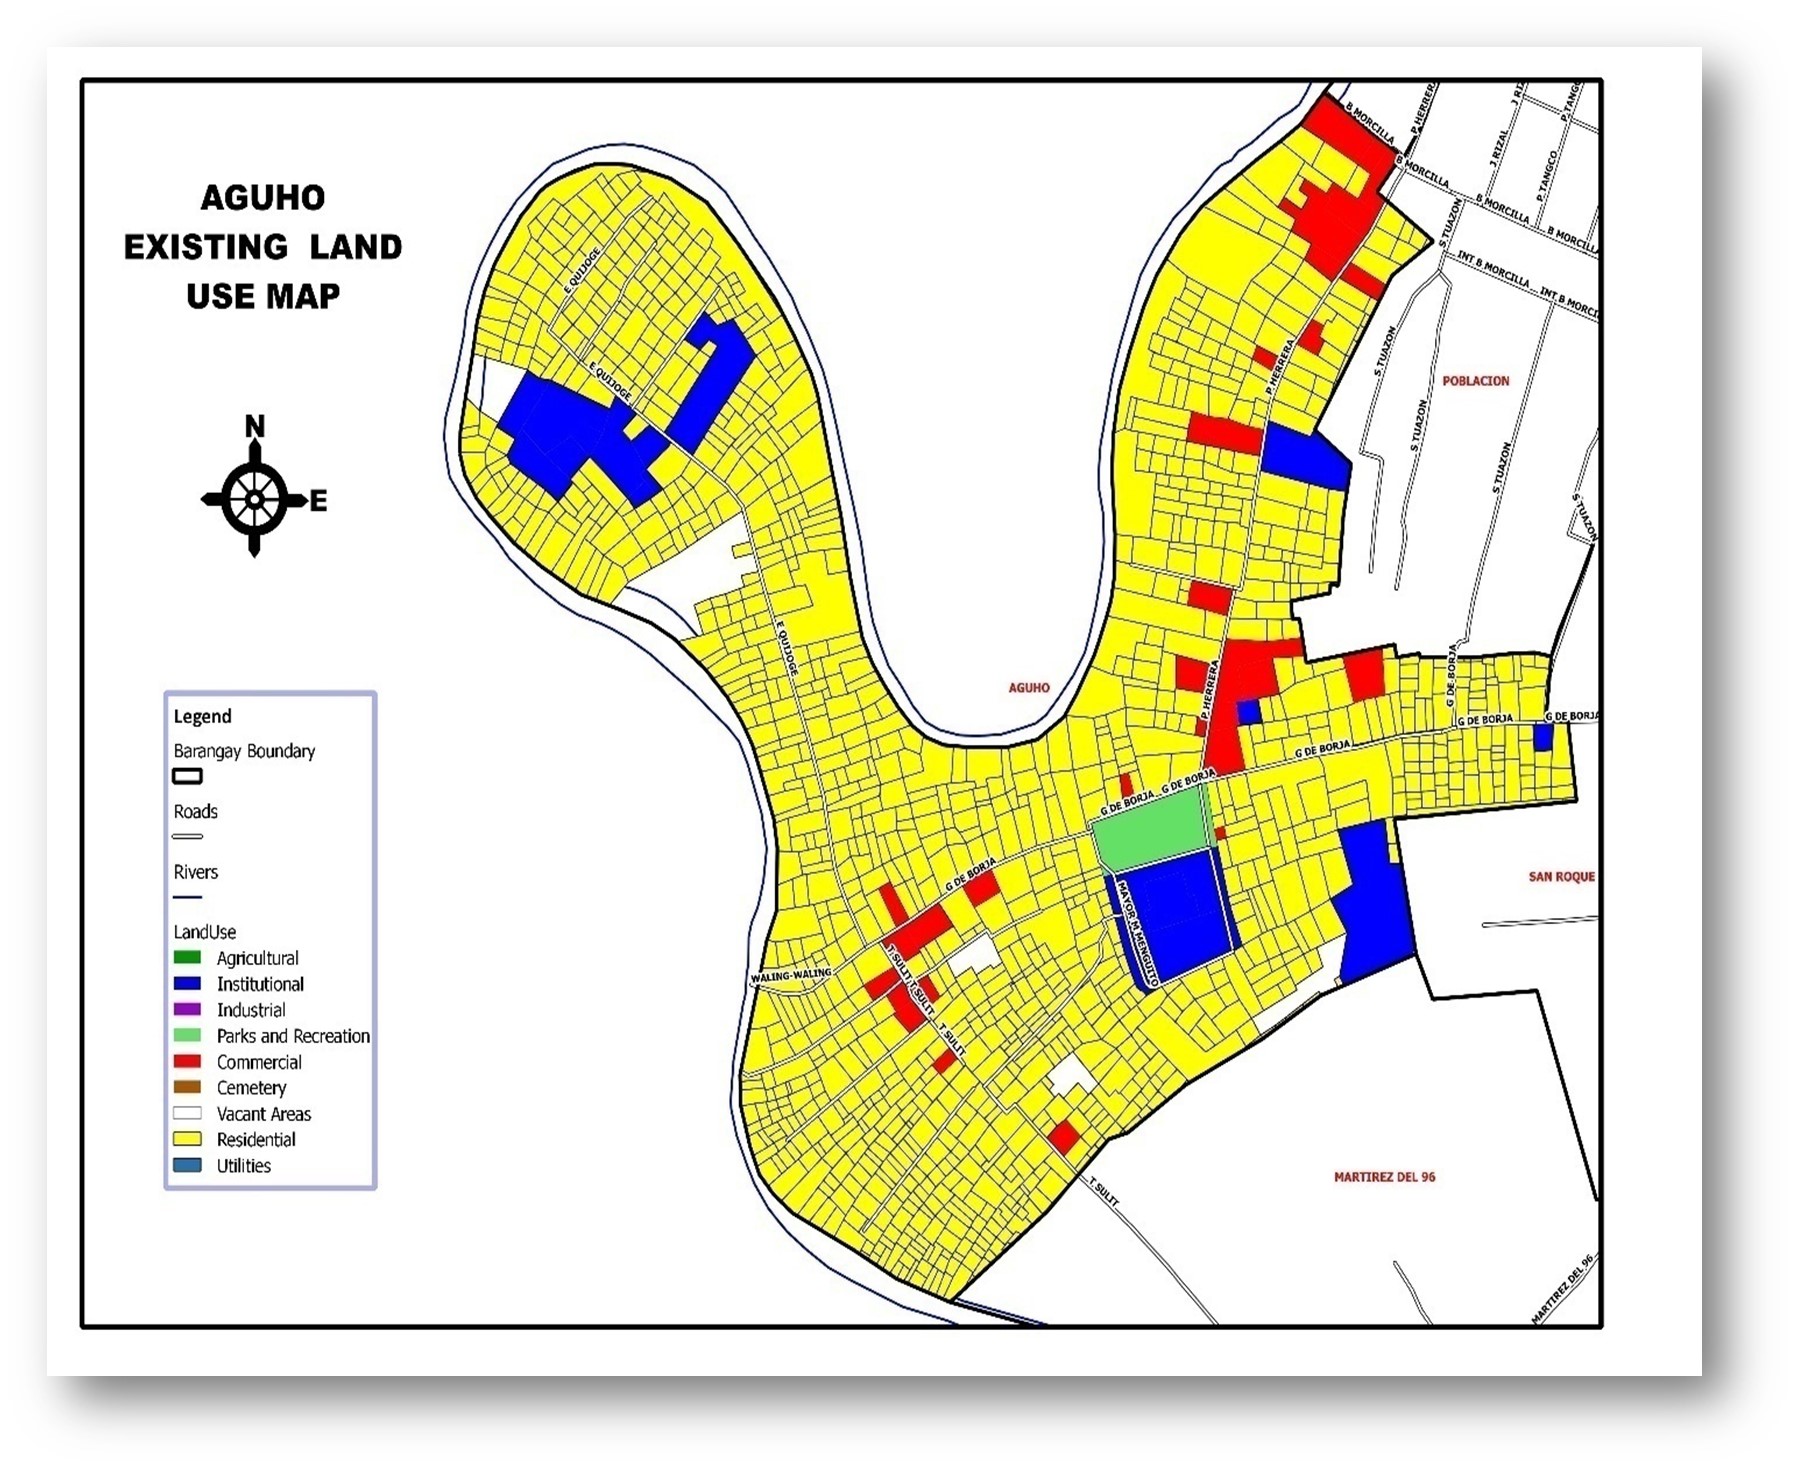 AGUHO
EXISTING LAND
USE MAP
N
E
Legend
Barangay Boundary
Roads
Rivers
LandUse
Agricultural
Institutional
Industrial
Parks and Recreation
Commercial
Cemetery
Vacant Areas
Residential
Utilities
B MORCILLA
P. HERRERA
J RIZAL
P. TANGCO
B MORCILLA
J.RIZAL
P. TANGCO
B MORCILLA
B MORCILLA
S TUAZON
INT B MORCILLA
INT B MORCI
E.QUIJOGE
E QUIJOGE
P. HERRERA
S TUAZON
POBLACION
S TUAZON
S TUAZON
S TUAZON
E QUIJOGE
AGUHO
P. HERRERA
G DE BORJA
G DE BORJA
G DE BORJA
G DE BORJA
G DE BORJA
G DE BORJA
G DE BORJA
MAYOR M. MENGUITO
SAN ROQUE
WALING-WALING
T.SULIT
T.SULIT
T.SULIT
T.SULIT
MARTIREZ DEL 96
MARTIREZ DEL 96